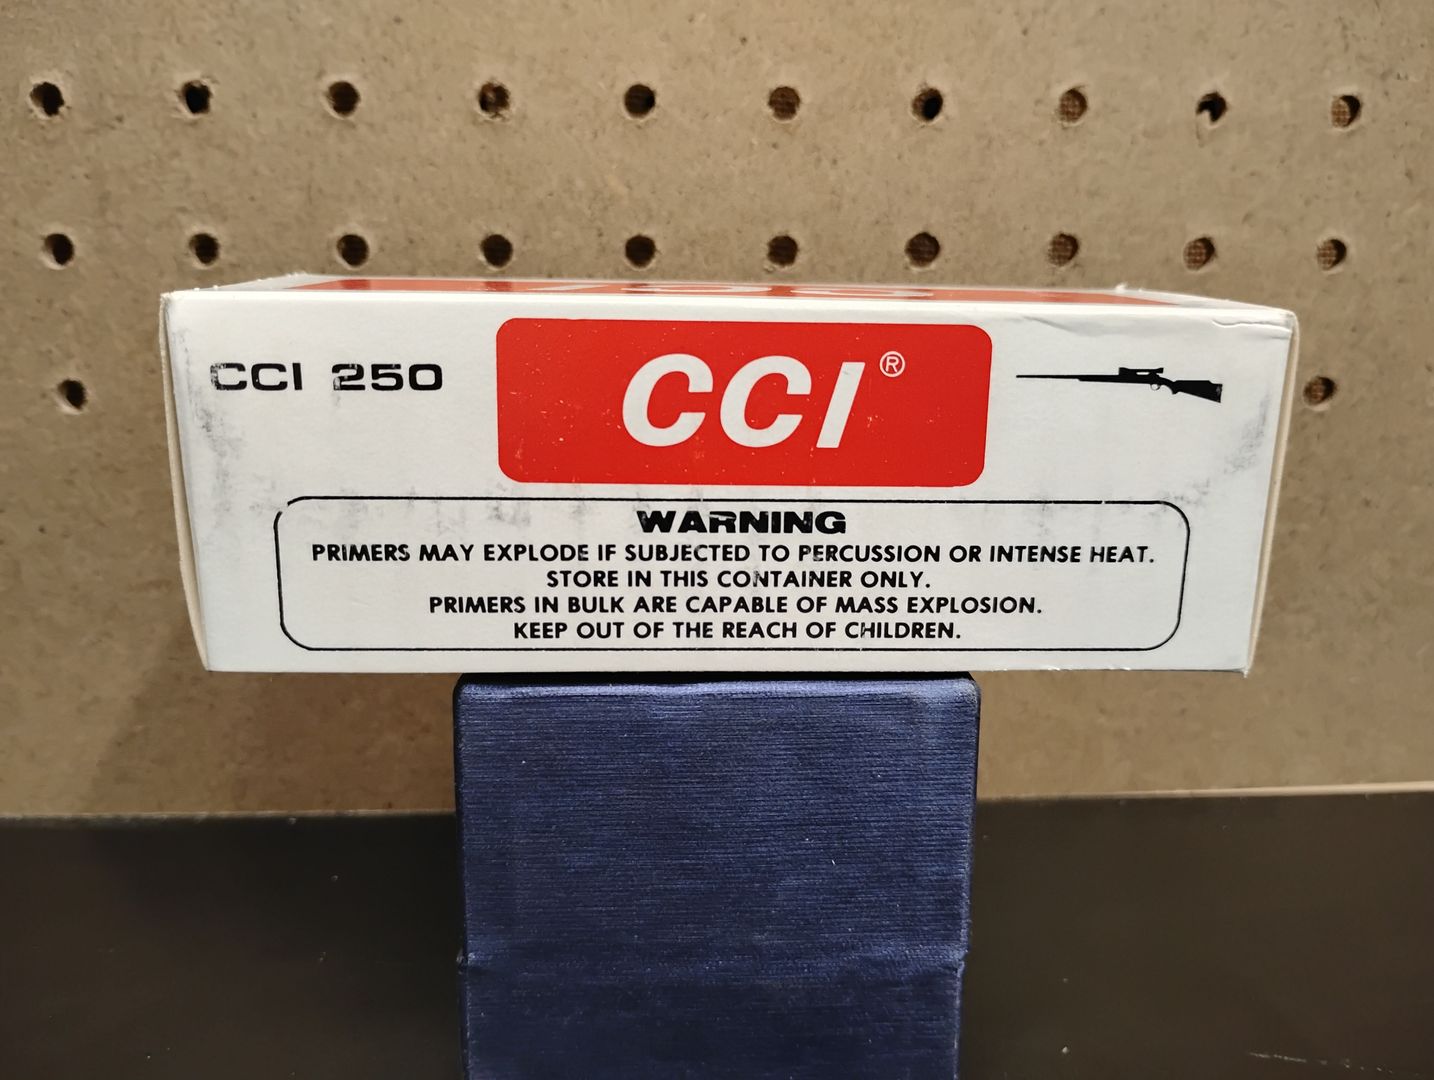 CCI 250
CCI®
WARNING
PRIMERS MAY EXPLODE IF SUBJECTED TO PERCUSSION OR INTENSE HEAT.
STORE IN THIS CONTAINER ONLY.
PRIMERS IN BULK ARE CAPABLE OF MASS EXPLOSION.
KEEP OUT OF THE REACH OF CHILDREN.